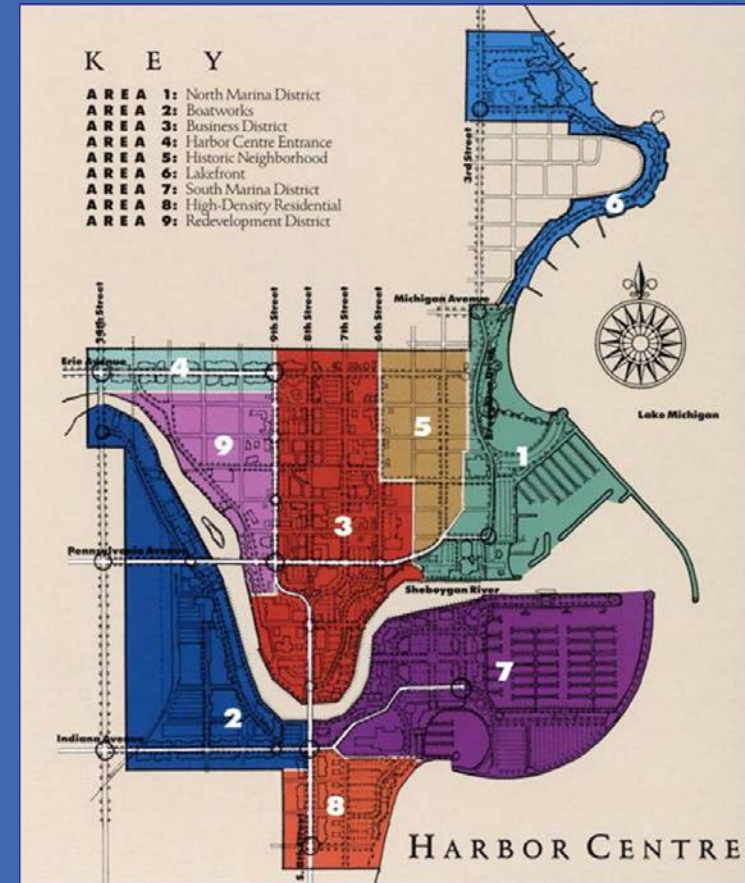 K E Y
AREA 1: North Marina District
AREA 2: Boatworks
AREA 3: Business District
AREA 4: Harbor Centre Entrance
AREA 5: Historic Neighborhood
AREA 6: Lakefront
AREA 7: South Marina District
AREA 8: High-Density Residential
AREA 9: Redevelopment District
3rd Street
6
Michigan Avenue
9th Street
8th Street
7th Street
6th Street
Erie Avenue
4
Lake Michigan
5
1
9
3
Pennsylvania Avenue
Sheboygan River
7
2
Indiana Avenue
8
S. 8th Street
HARBOR CENTRE